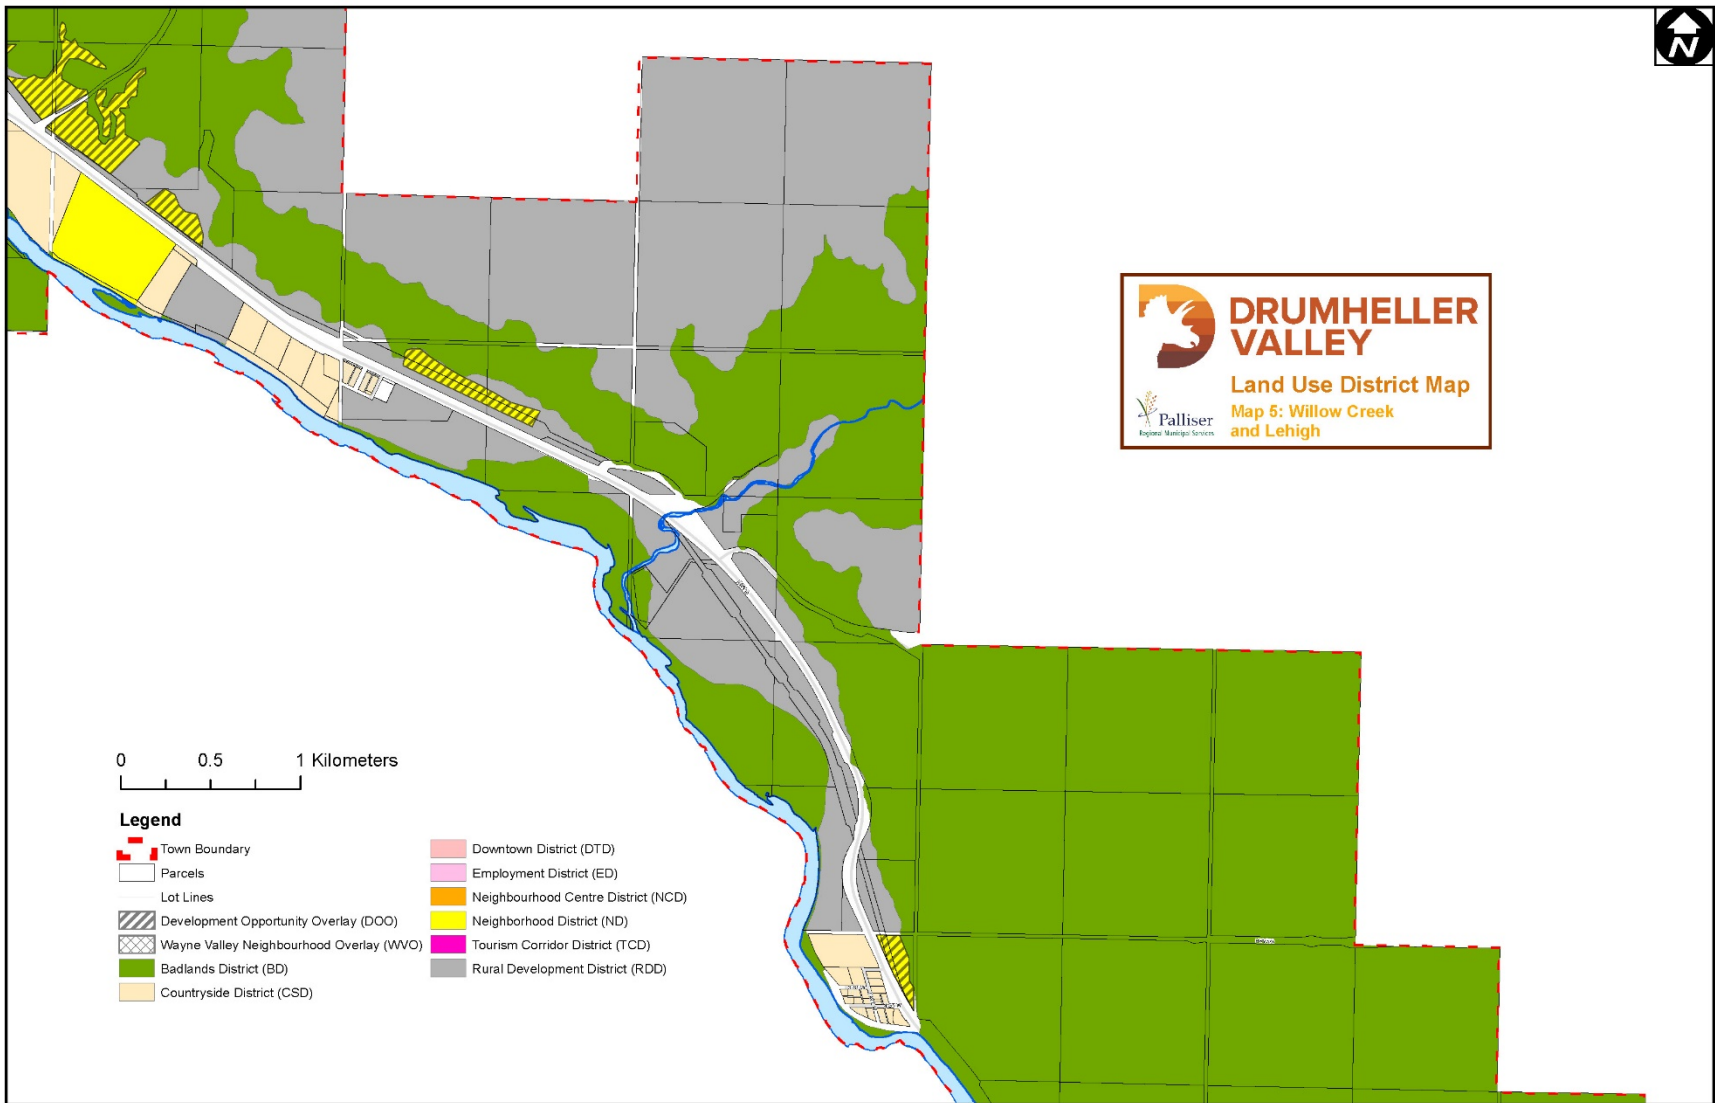 N
DRUMHELLER
VALLEY
Land Use District Map
Map 5: Willow Creek
and Lehigh
Palliser
Regional Municipal Services
0 0.5 1 Kilometers
Legend
Town Boundary
Parcels
Lot Lines
Development Opportunity Overlay (DOO)
Wayne Valley Neighbourhood Overlay (WVO)
Badlands District (BD)
Countryside District (CSD)
Downtown District (DTD)
Employment District (ED)
Neighbourhood Centre District (NCD)
Neighborhood District (ND)
Tourism Corridor District (TCD)
Rural Development District (RDD)